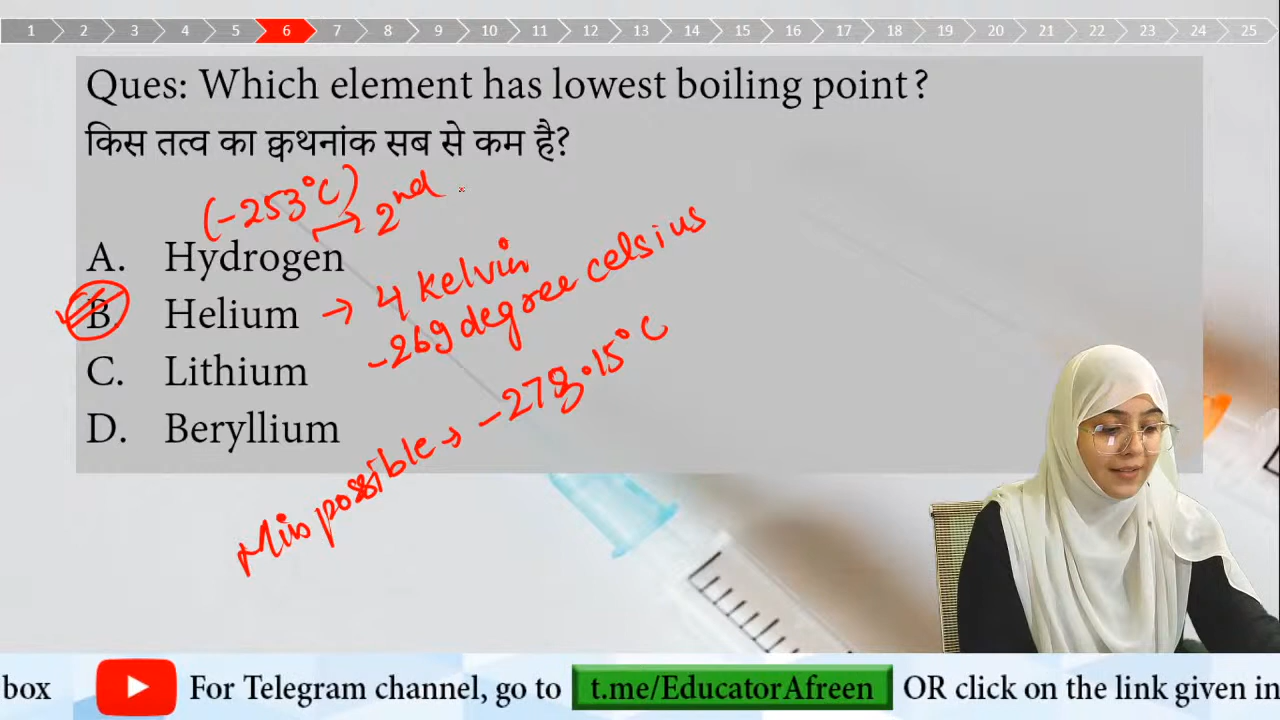 1 2 3 4 5 6 7 8 9 10 11 12 13 14 15 16 17 18 19 20 21 22 23 24 25
Ques: Which element has lowest boiling point?
किस तत्व का क्वथनांक सब से कम है?
(-253°C) → 2nd
A. Hydrogen
B. Helium → 4 kelvin
-269 degree celsius
C. Lithium
D. Beryllium
Min possible → -273.15°C
box For Telegram channel, go to t.me/EducatorAfreen OR click on the link given in